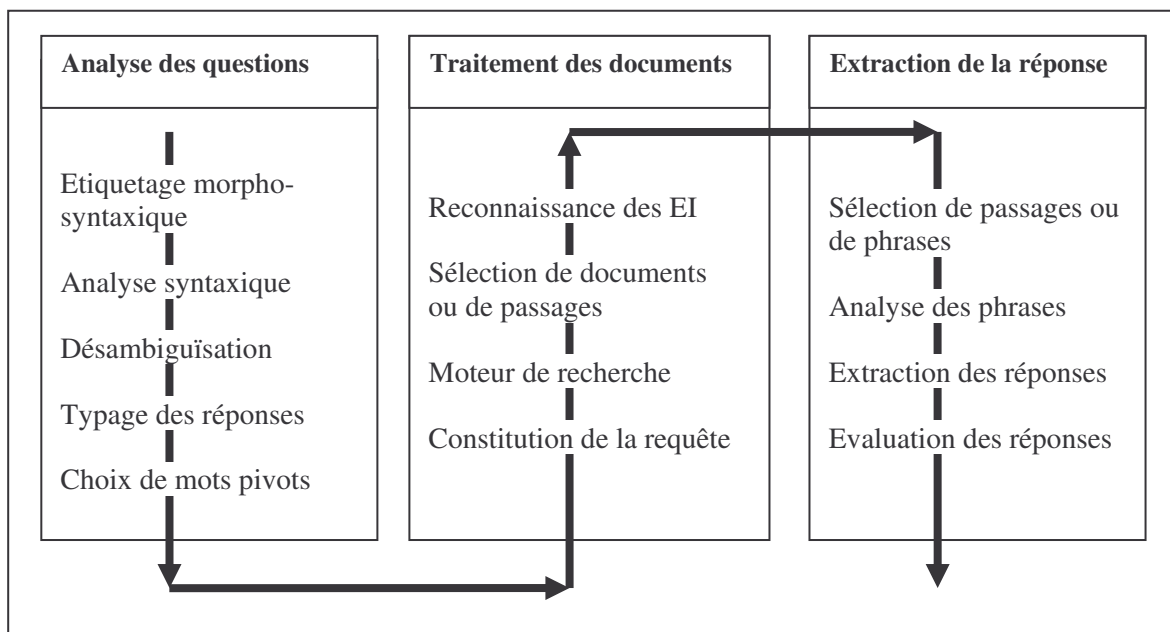 Analyse des questions
Etiquetage morpho-
syntaxique
Analyse syntaxique
Désambiguïsation
Typage des réponses
Choix de mots pivots
Traitement des documents
Reconnaissance des EI
Sélection de documents
ou de passages
Moteur de recherche
Constitution de la requête
Extraction de la réponse
Sélection de passages ou
de phrases
Analyse des phrases
Extraction des réponses
Evaluation des réponses